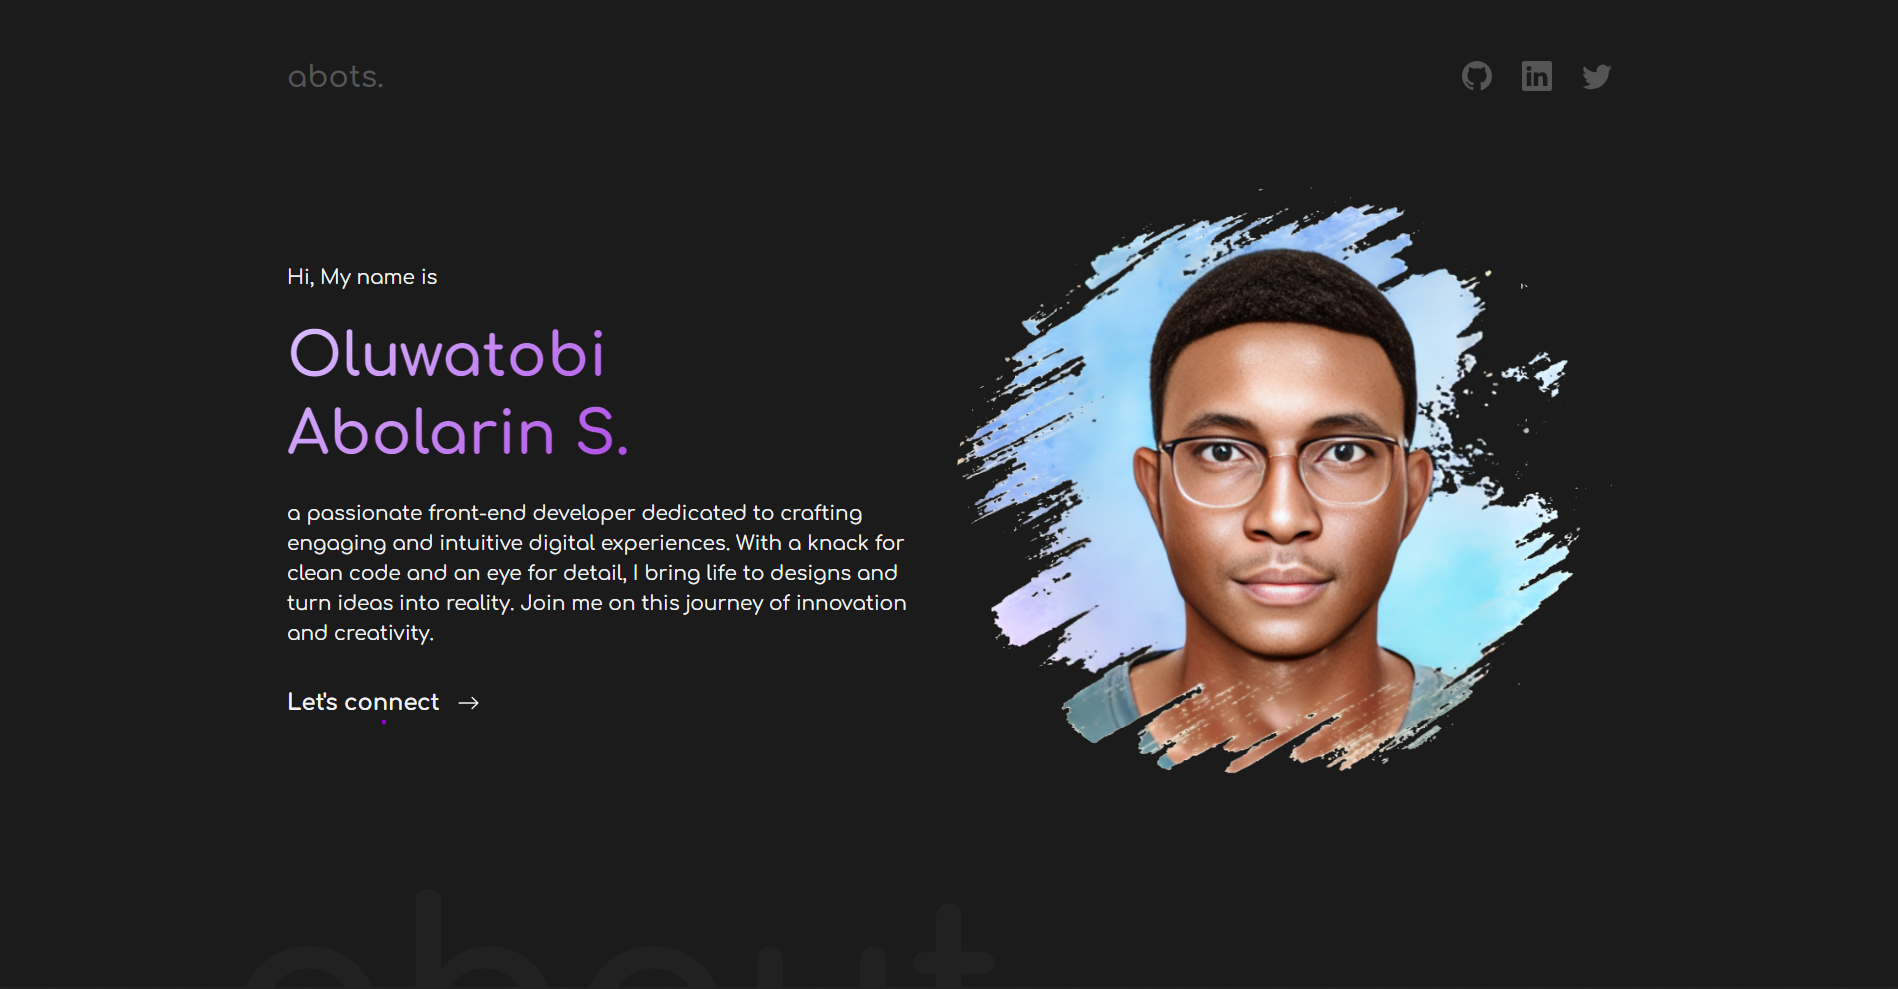 abots.
Hi, My name is
Oluwatobi
Abolarin S.
a passionate front-end developer dedicated to crafting
engaging and intuitive digital experiences. With a knack for
clean code and an eye for detail, I bring life to designs and
turn ideas into reality. Join me on this journey of innovation
and creativity.
Let's connect
about